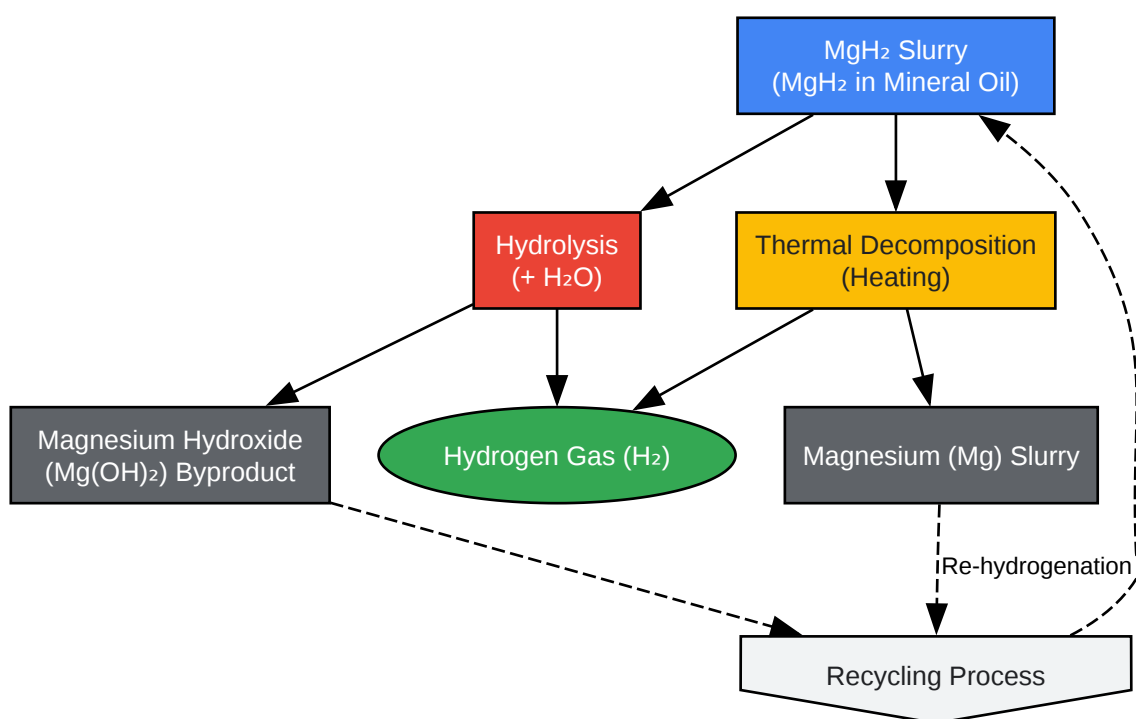 MgH₂ Slurry
(MgH₂ in Mineral Oil)
Hydrolysis
(+ H₂O)
Thermal Decomposition
(Heating)
Magnesium Hydroxide
(Mg(OH)₂) Byproduct
Hydrogen Gas (H₂)
Magnesium (Mg) Slurry
Re-hydrogenation
Recycling Process